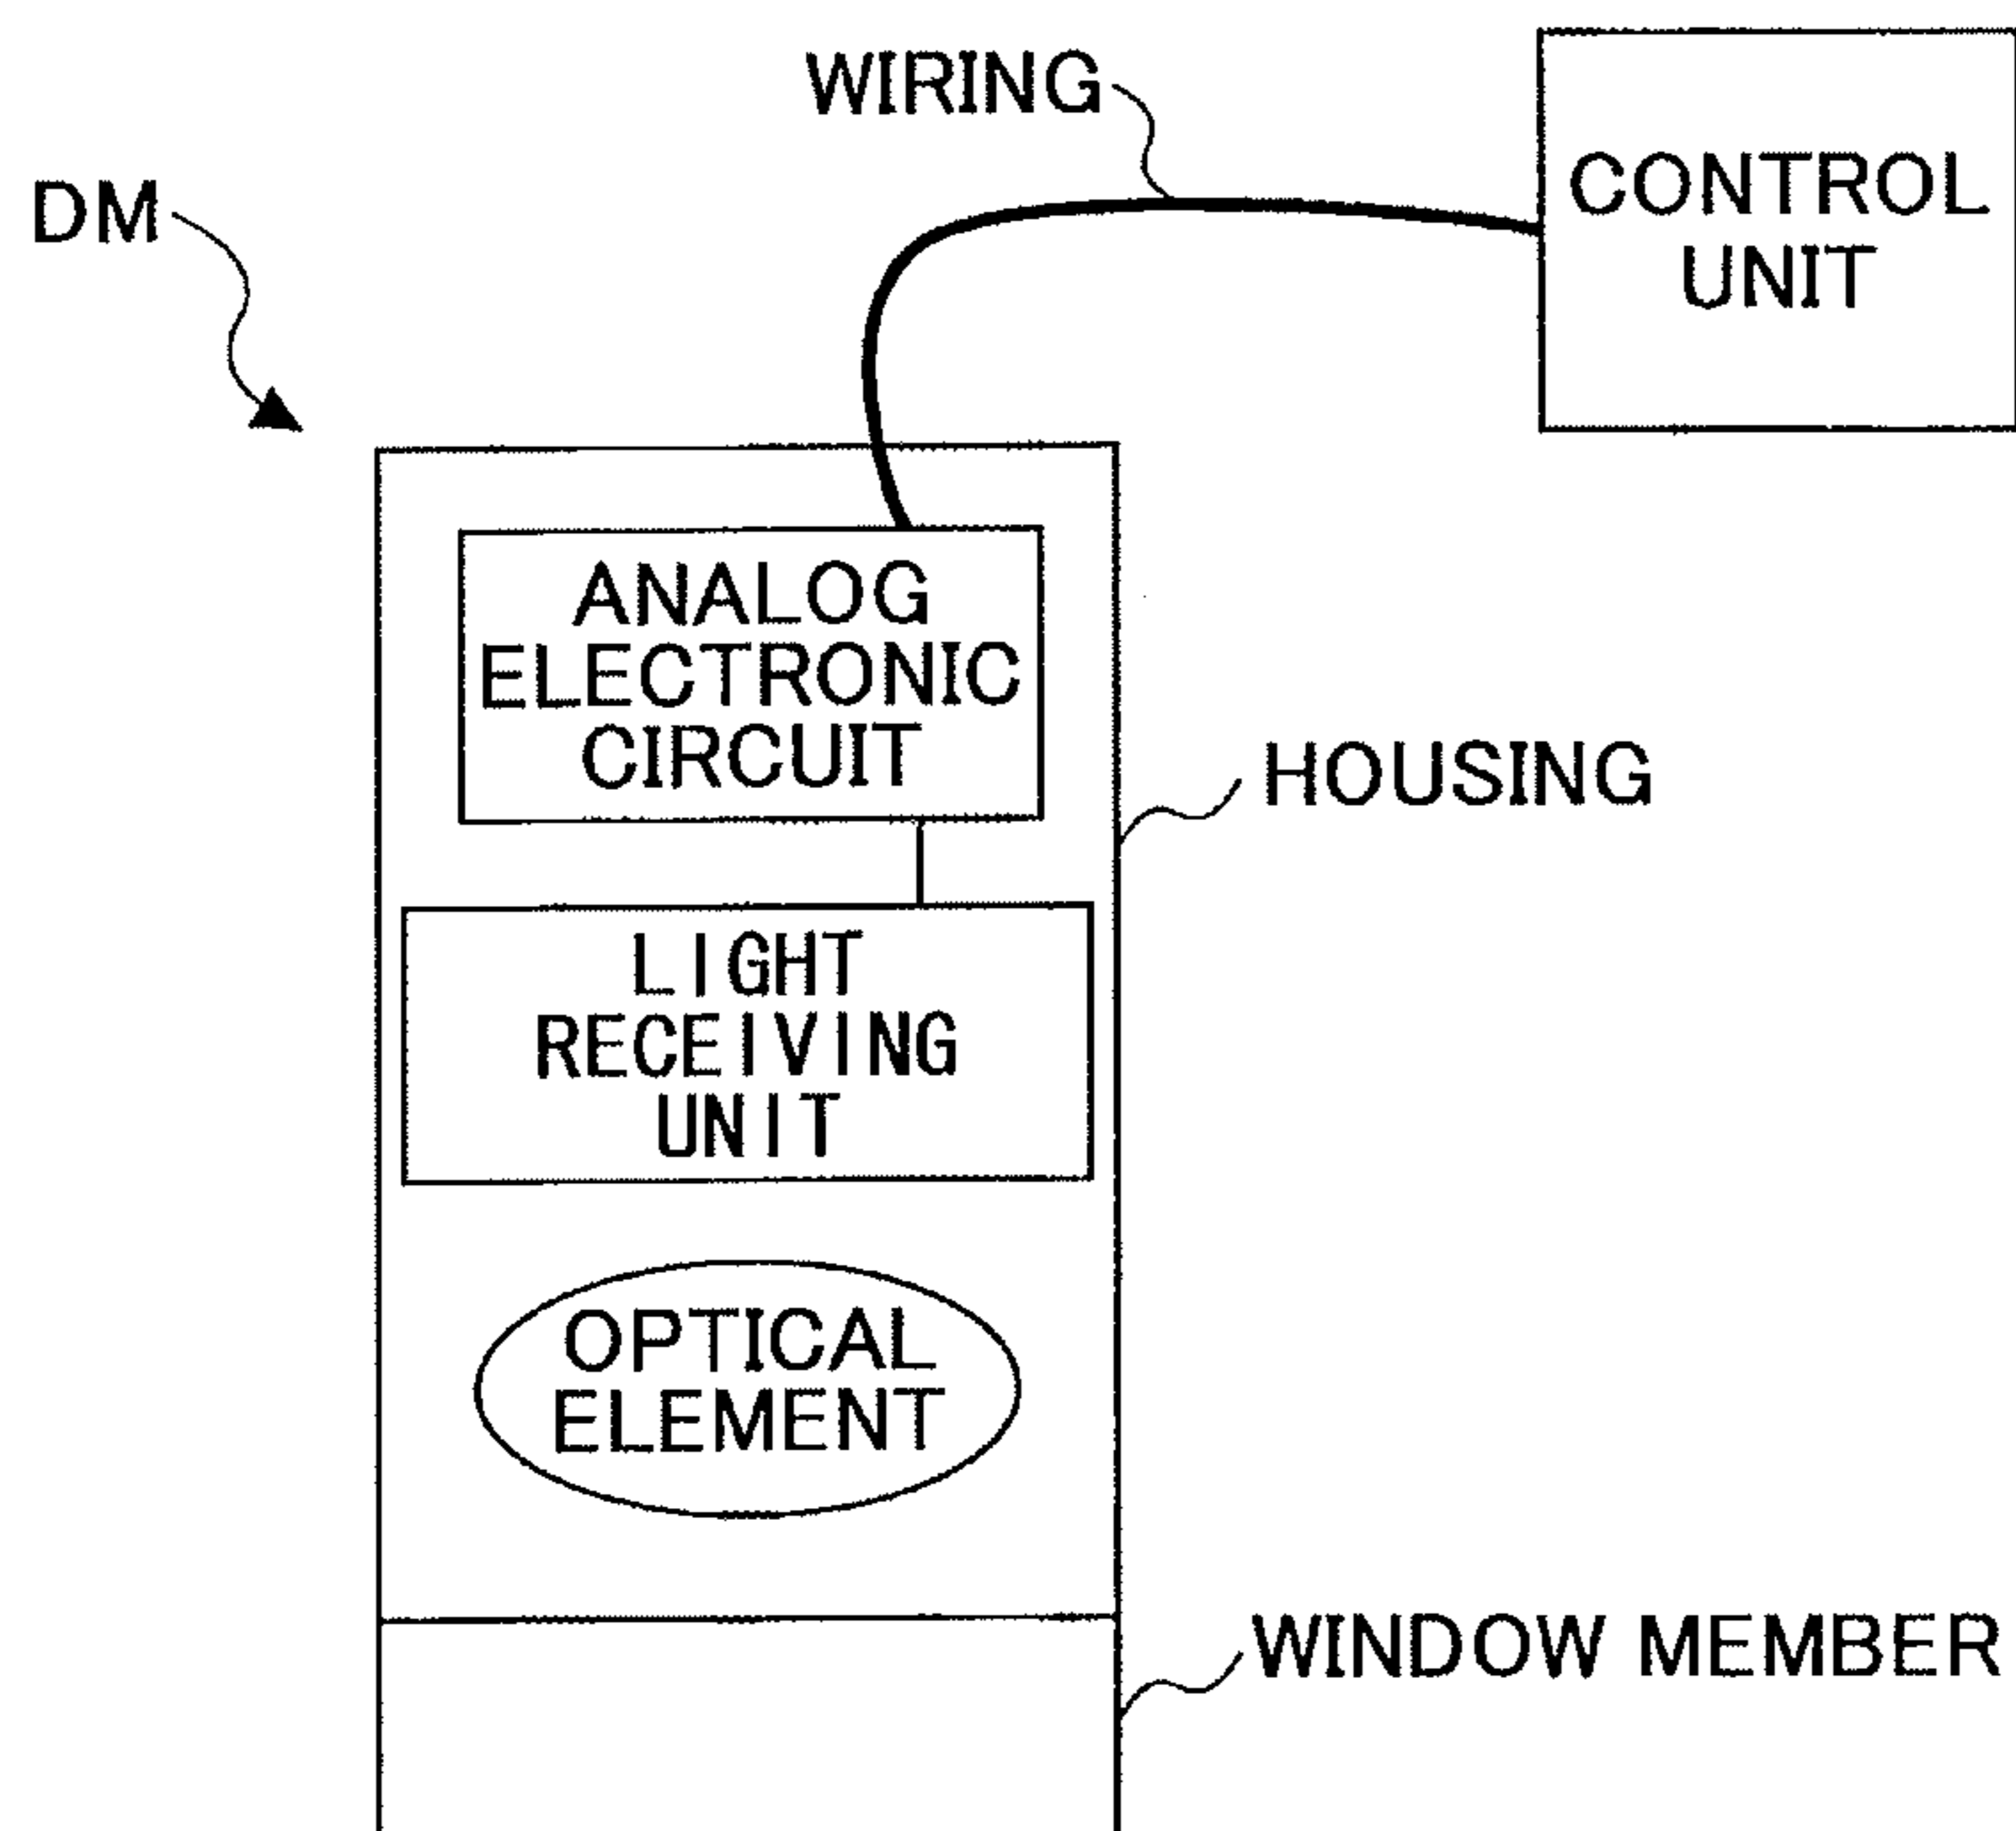 WIRING
CONTROL
UNIT
DM
ANALOG
ELECTRONIC
CIRCUIT
HOUSING
LIGHT
RECEIVING
UNIT
OPTICAL
ELEMENT
WINDOW MEMBER